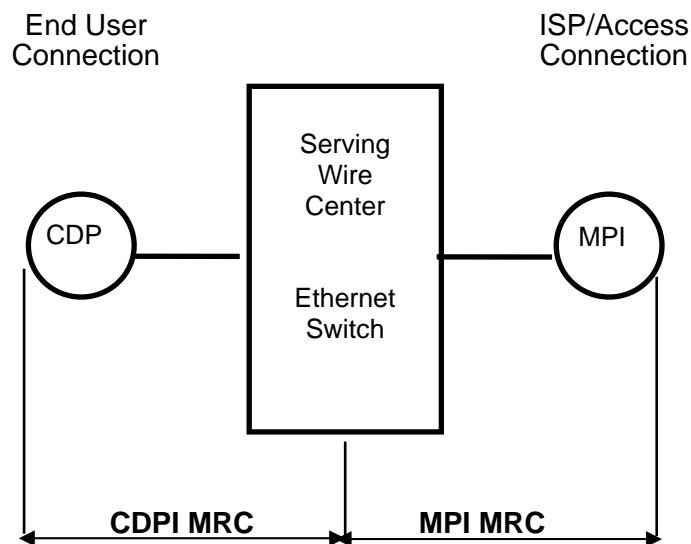 End User
Connection
ISP/Access
Connection
Serving
Wire
Center
Ethernet
Switch
CDP
MPI
CDPI MRC
MPI MRC